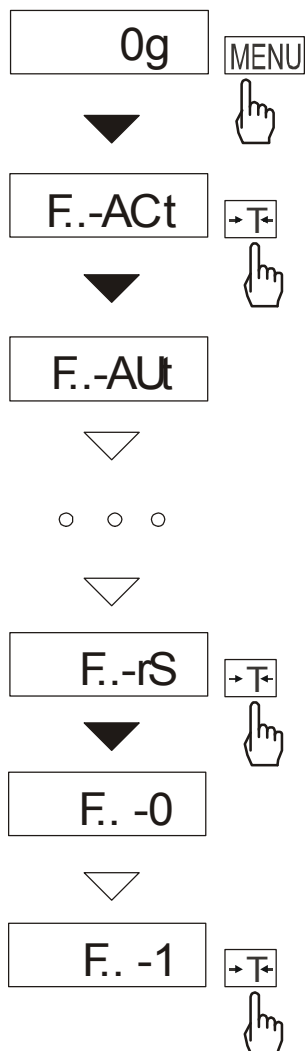 0g MENU
F..-ACt →T←
F..-AUt
F..-rS →T←
F.. -0
F.. -1 →T←